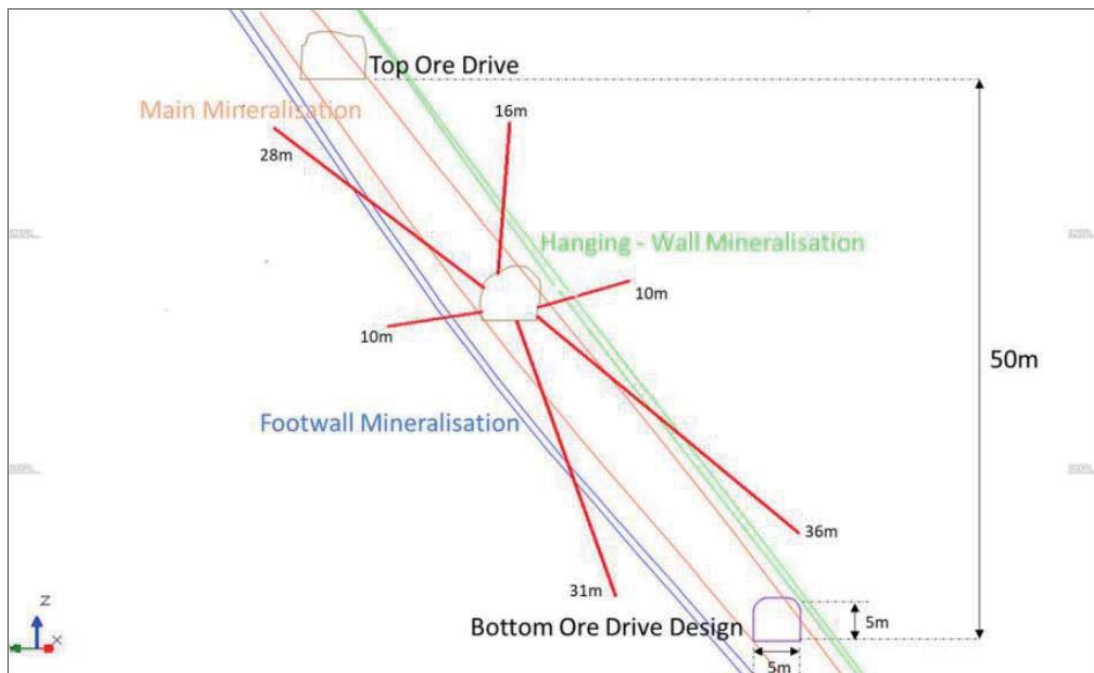 Top Ore Drive
Main Mineralisation
16m
28m
Hanging - Wall Mineralisation
10m
10m
50m
Footwall Mineralisation
36m
31m
Bottom Ore Drive Design
5m
5m
Z
X